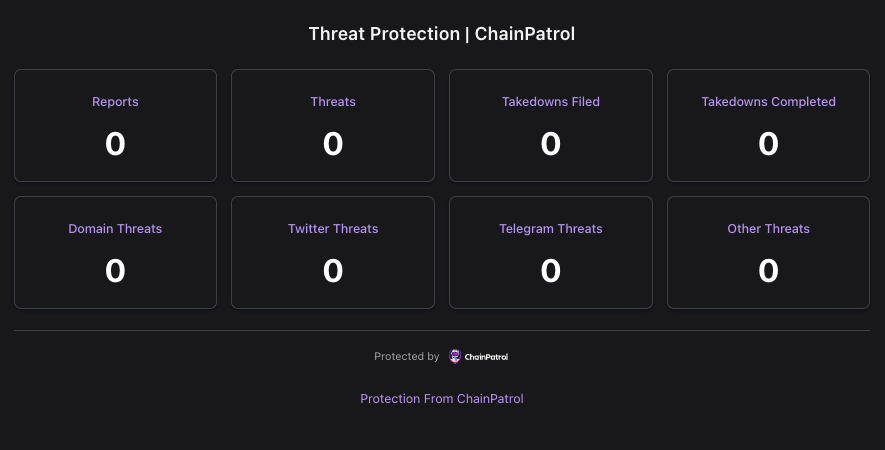 Threat Protection | ChainPatrol
Reports
0
Threats
0
Takedowns Filed
0
Takedowns Completed
0
Domain Threats
0
Twitter Threats
0
Telegram Threats
0
Other Threats
0
Protected by ChainPatrol
Protection From ChainPatrol